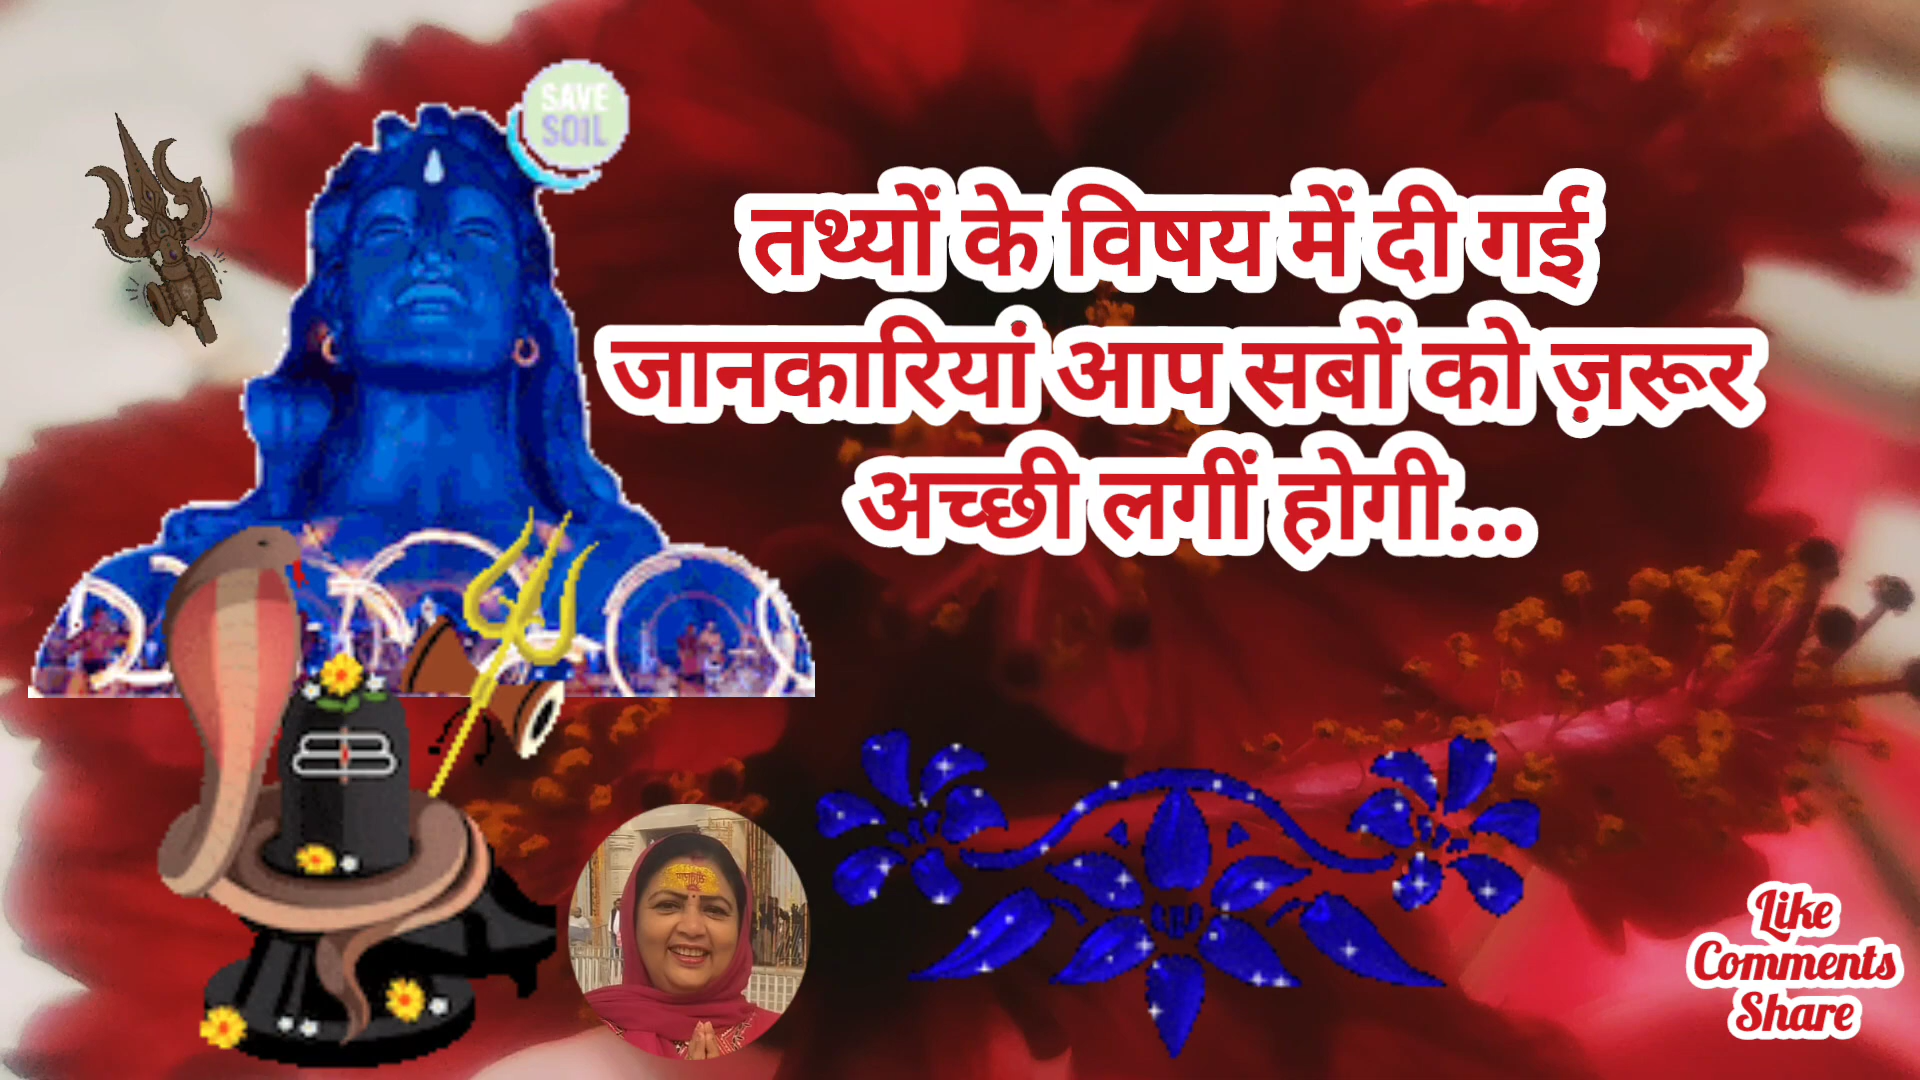 SAVE
SOIL
तथ्यों के विषय में दी गई
जानकारियां आप सबों को ज़रूर
अच्छी लगीं होगी...
Like
Comments
Share